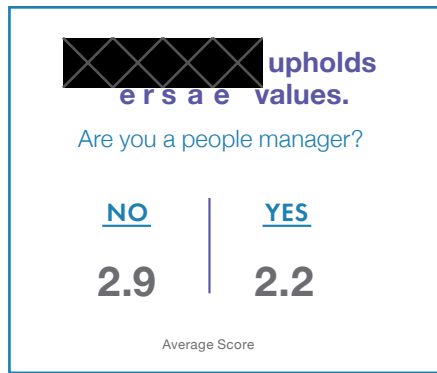 upholds
values.
Are you a people manager?
NO YES
2.9 2.2
Average Score